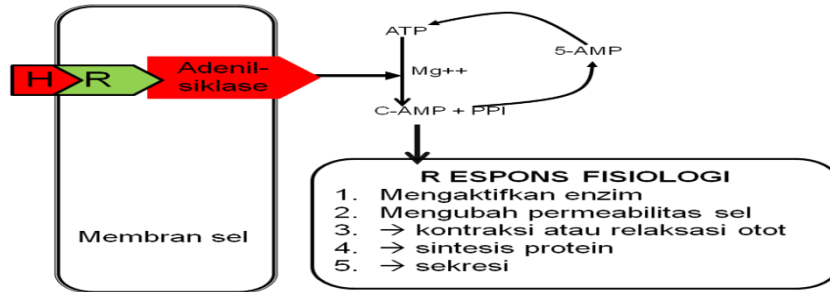 H R
Adenil-
siklase
Membran sel
ATP
Mg++
C-AMP + PPI
5-AMP
R ESPONS FISIOLOGI
1. Mengaktifkan enzim
2. Mengubah permeabilitas sel
3. → kontraksi atau relaksasi otot
4. → sintesis protein
5. → sekresi